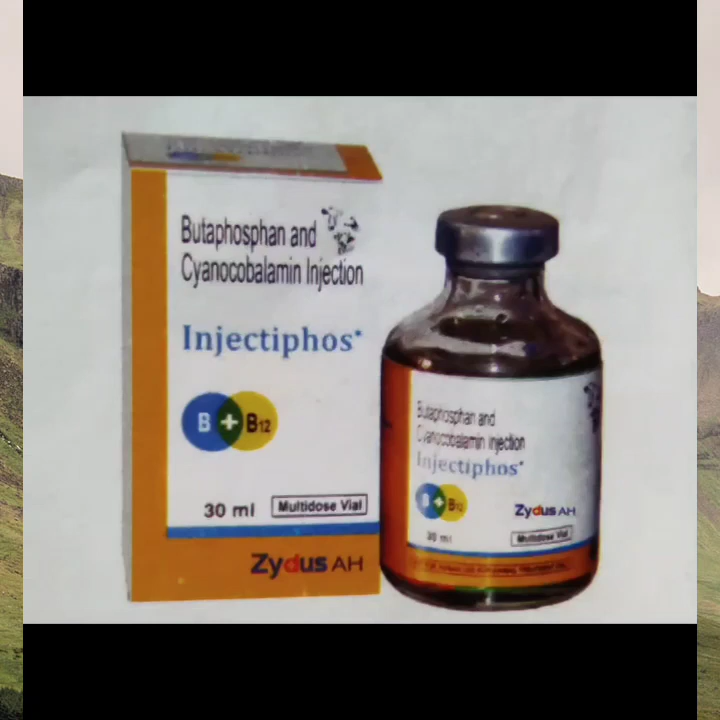 Butaphosphan and
Cyanocobalamin Injection
Injectiphos*
B + B12
30 ml Multidose Vial
Zydus AH
Butaphosphan and
Cyanocobalamin Injection
Injectiphos*
B + B12
Zydus AH
30 ml Multidose Vial